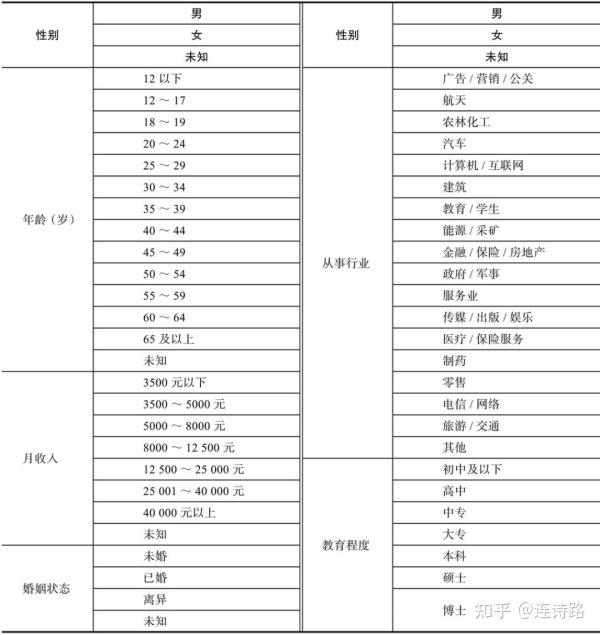 性别
男
女
未知
年龄（岁）
12 以下
12～17
18～19
20～24
25～29
30～34
35～39
40～44
45～49
50～54
55～59
60～64
65 及以上
未知
月收入
3500 元以下
3500～5000 元
5000～8000 元
8000～12 500 元
12 500～25 000 元
25 001～40 000 元
40 000 元以上
未知
婚姻状态
未婚
已婚
离异
未知
性别
男
女
未知
从事行业
广告 / 营销 / 公关
航天
农林化工
汽车
计算机 / 互联网
建筑
教育 / 学生
能源 / 采矿
金融 / 保险 / 房地产
政府 / 军事
服务业
传媒 / 出版 / 娱乐
医疗 / 保险服务
制药
零售
电信 / 网络
旅游 / 交通
其他
教育程度
初中及以下
高中
中专
大专
本科
硕士
博士
知乎 @连诗路